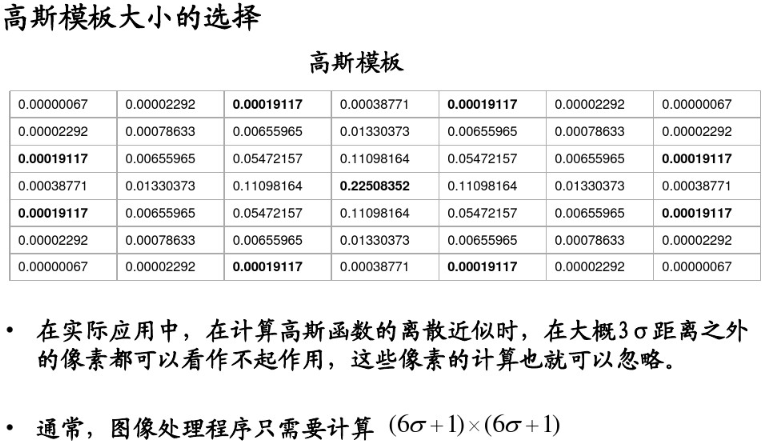 高斯模板大小的选择
高斯模板
0.00000067 0.00002292 0.00019117 0.00038771 0.00019117 0.00002292 0.00000067
0.00002292 0.00078633 0.00655965 0.01330373 0.00655965 0.00078633 0.00002292
0.00019117 0.00655965 0.05472157 0.11098164 0.05472157 0.00655965 0.00019117
0.00038771 0.01330373 0.11098164 0.22508352 0.11098164 0.01330373 0.00038771
0.00019117 0.00655965 0.05472157 0.11098164 0.05472157 0.00655965 0.00019117
0.00002292 0.00078633 0.00655965 0.01330373 0.00655965 0.00078633 0.00002292
0.00000067 0.00002292 0.00019117 0.00038771 0.00019117 0.00002292 0.00000067
• 在实际应用中，在计算高斯函数的离散近似时，在大概3σ距离之外
的像素都可以看作不起作用，这些像素的计算也就可以忽略。
• 通常，图像处理程序只需要计算 (6σ+1)×(6σ+1)